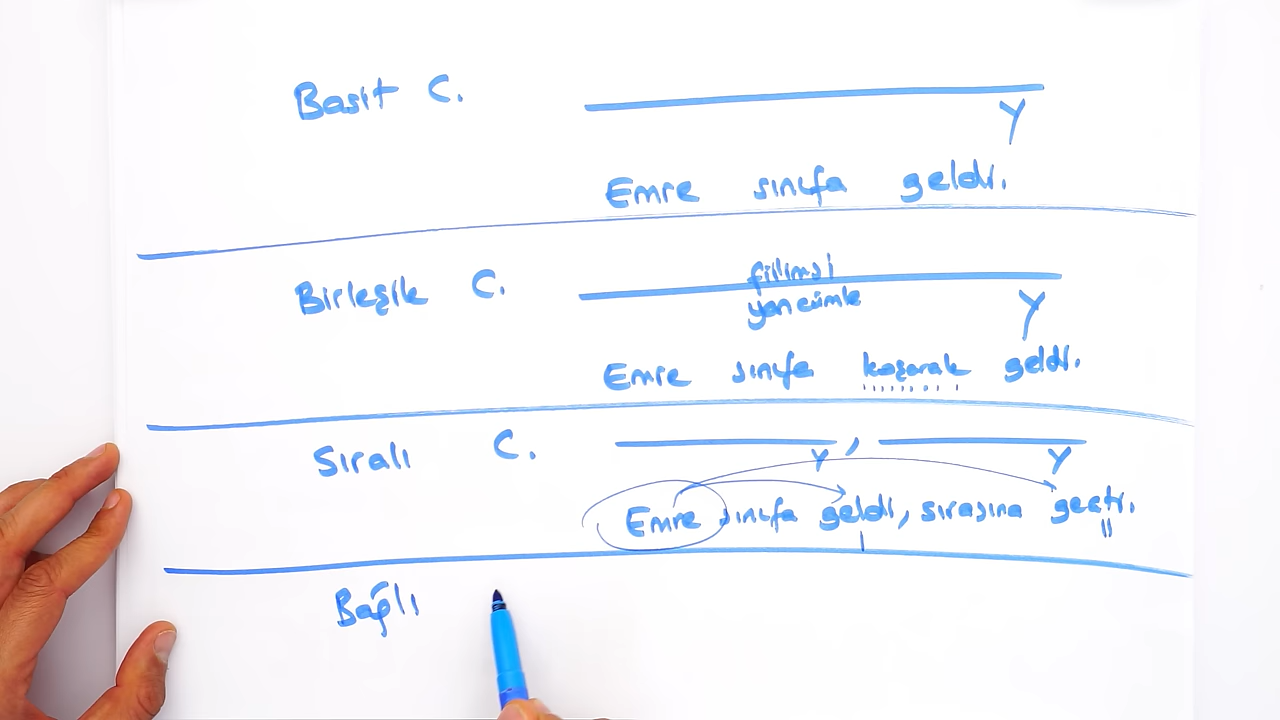 Basit C.
Y
Emre sınıfa geldi.
Birleşik C.
fiilimsi
yan cümle
Y
Emre sınıfa koşarak geldi.
Sıralı C.
Y , Y
Emre sınıfa geldi, sırasına geçti.
I II
Bağlı